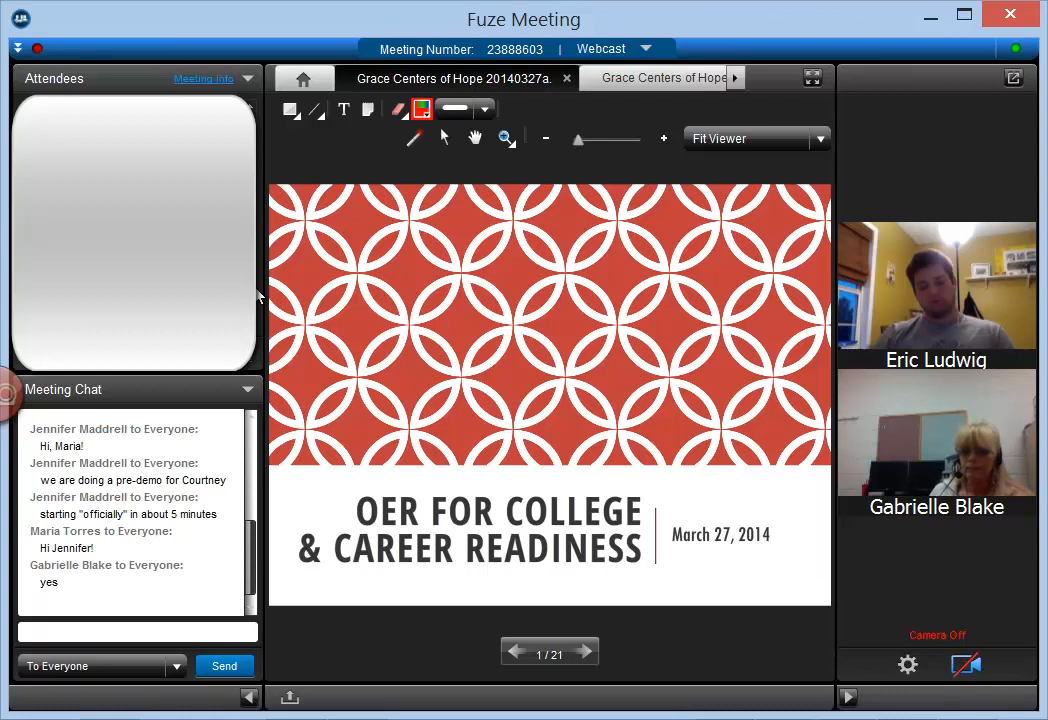 Fuze Meeting
Meeting Number: 23888603 | Webcast
Attendees
Meeting Info
Grace Centers of Hope 20140327a.
Grace Centers of Hope
T
Fit Viewer
Eric Ludwig
Meeting Chat
Jennifer Maddrell to Everyone:
Hi, Maria!
Jennifer Maddrell to Everyone:
we are doing a pre-demo for Courtney
Jennifer Maddrell to Everyone:
starting "officially" in about 5 minutes
Maria Torres to Everyone:
Hi Jennifer!
Gabrielle Blake to Everyone:
yes
OER FOR COLLEGE
& CAREER READINESS
March 27, 2014
Gabrielle Blake
Camera Off
1 / 21
To Everyone
Send